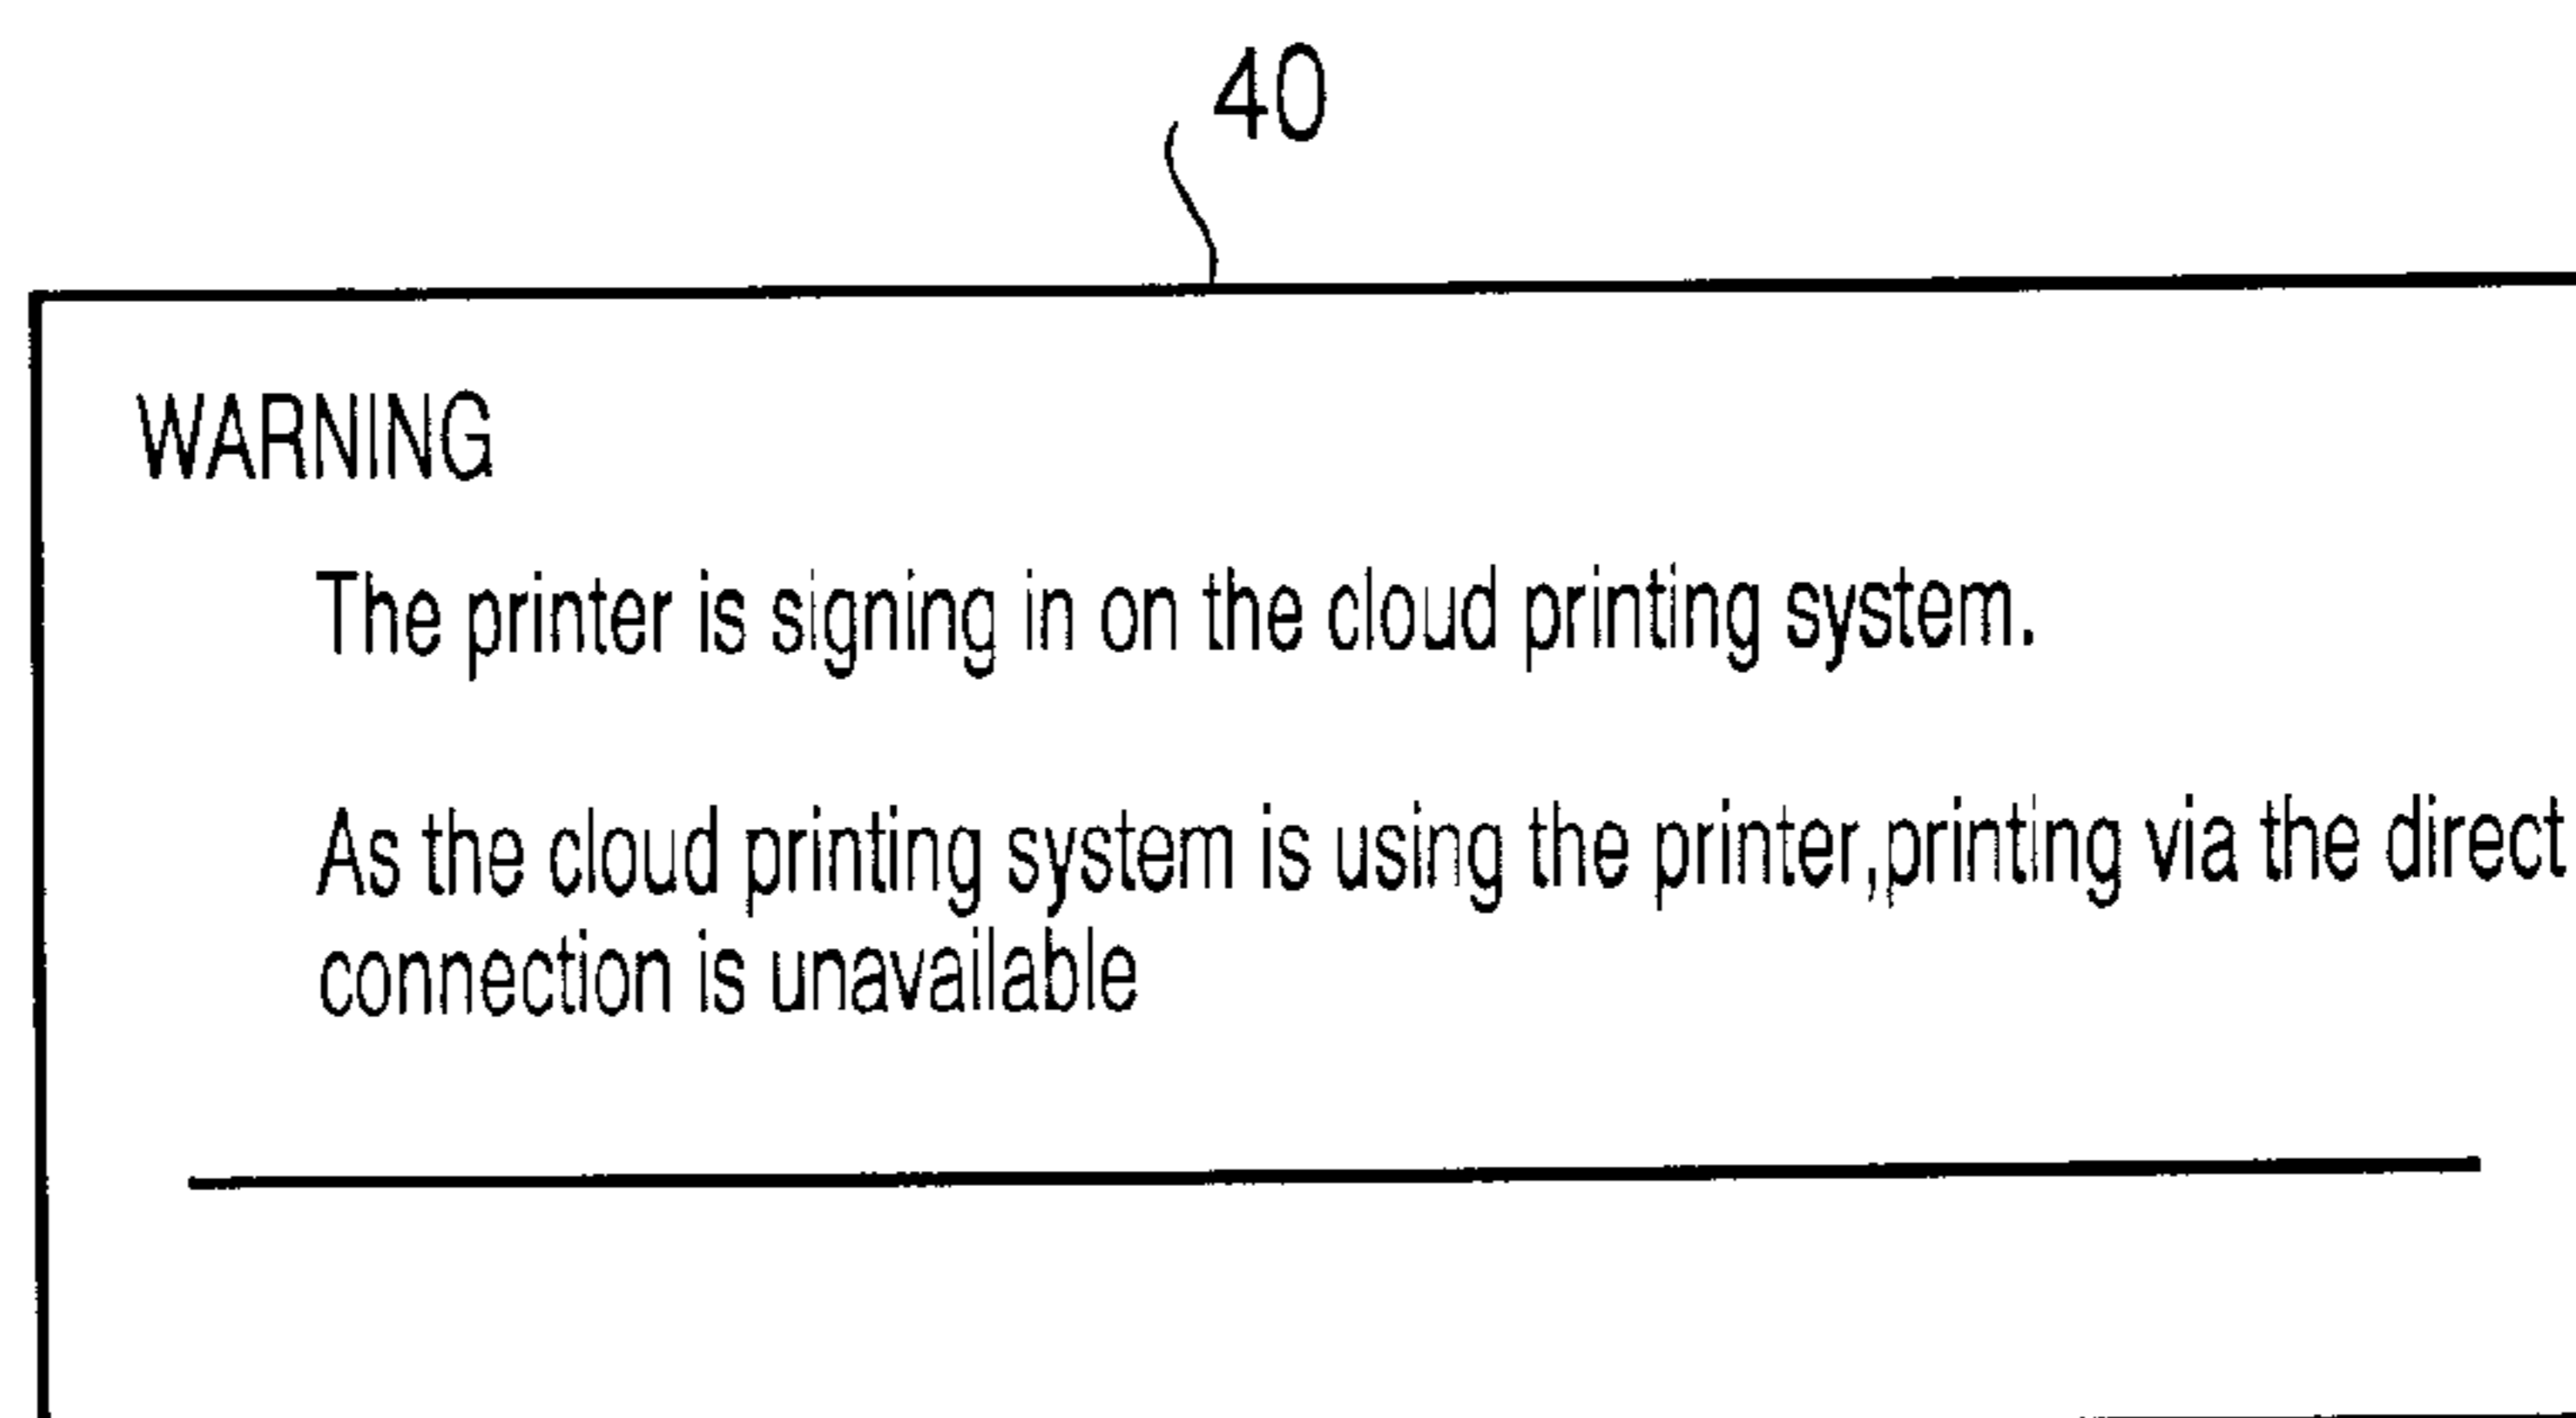 40
WARNING
The printer is signing in on the cloud printing system.
As the cloud printing system is using the printer,printing via the direct
connection is unavailable